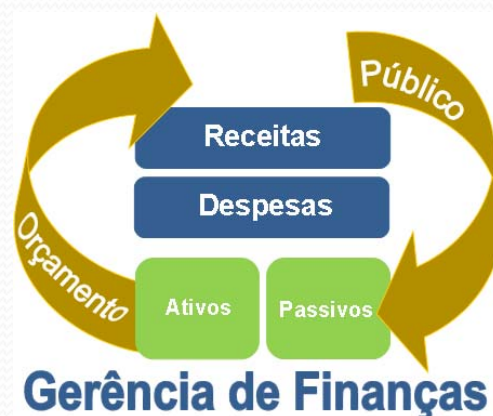 Orçamento
Público
Receitas
Despesas
Ativos
Passivos
Gerência de Finanças